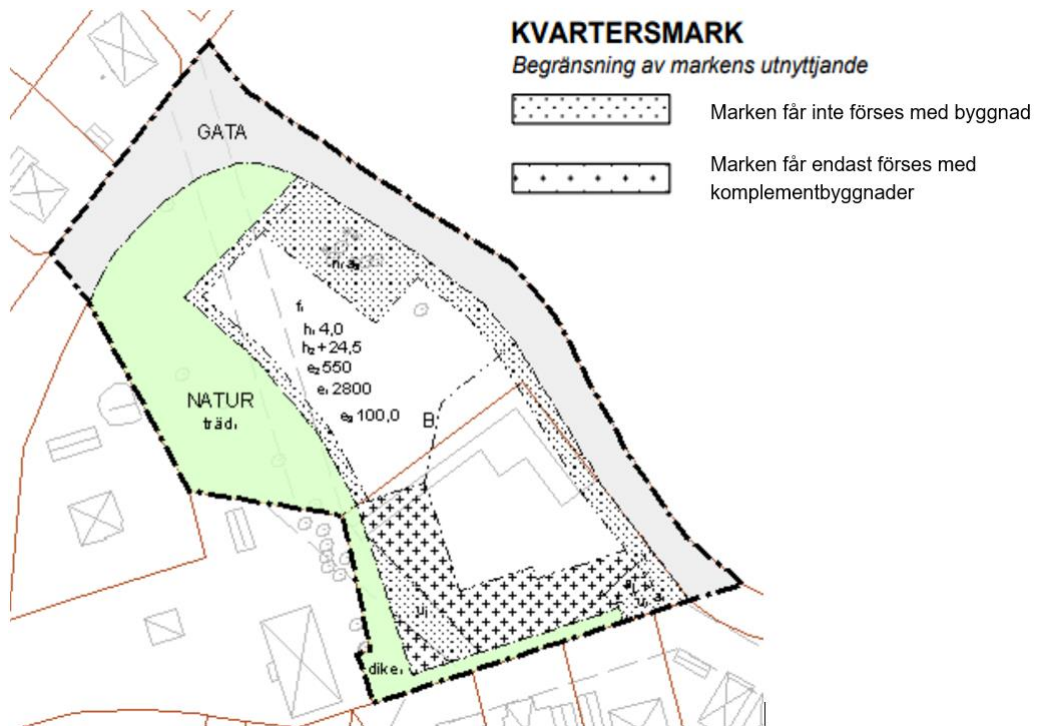 KVARTERSMARK
Begränsning av markens utnyttjande
Marken får inte förses med byggnad
Marken får endast förses med
komplementbyggnader
GATA
f₁
h₁ 4,0
h₂ +24,5
e₂ 550
e₁ 2800
e₃ 100,0
B
NATUR
träd₁
u₁
dike₁